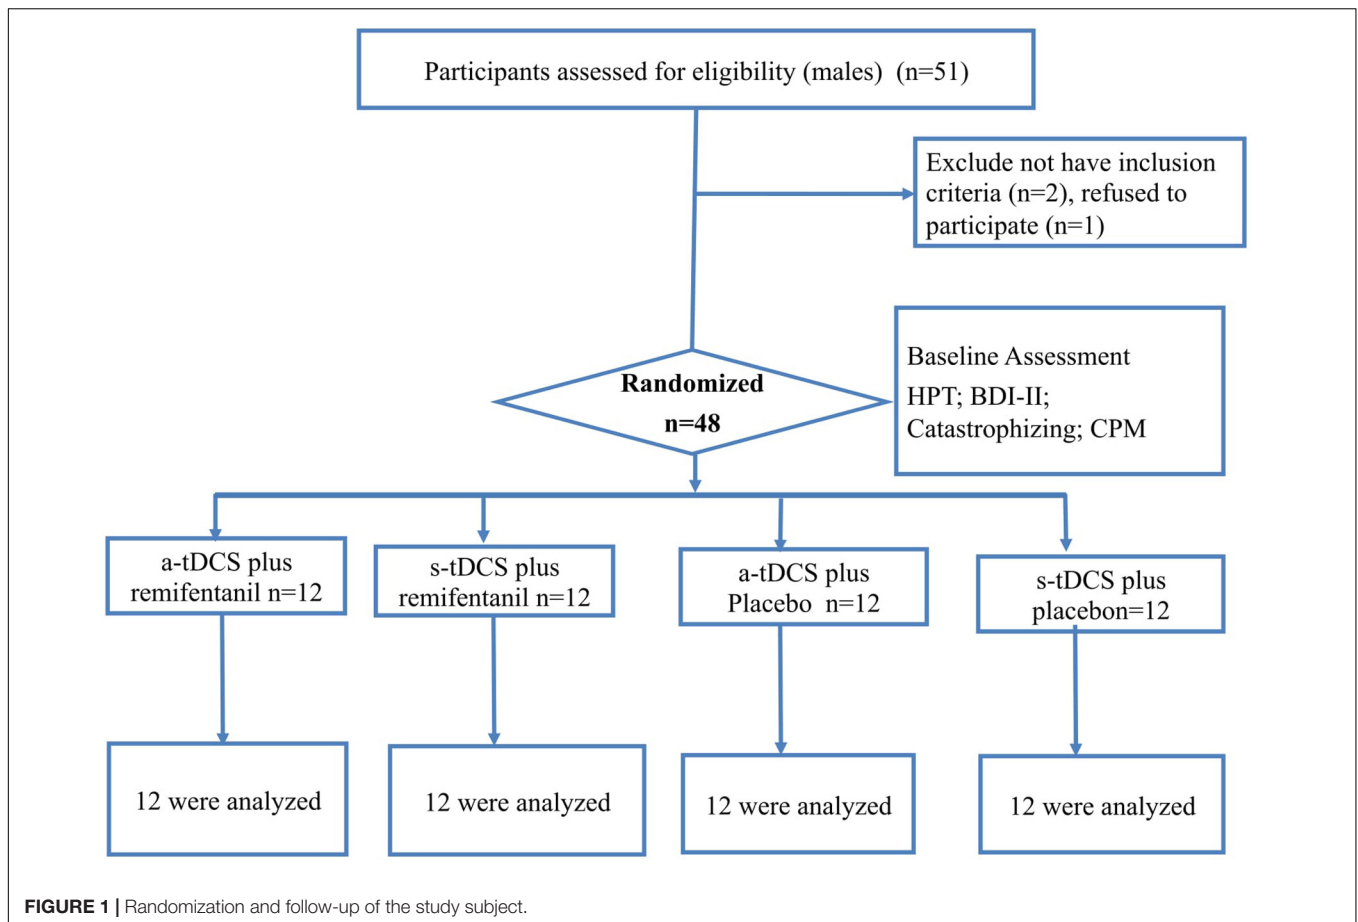 Participants assessed for eligibility (males) (n=51)
Exclude not have inclusion
criteria (n=2), refused to
participate (n=1)
Baseline Assessment
HPT; BDI-II;
Catastrophizing; CPM
Randomized
n=48
a-tDCS plus
remifentanil n=12
s-tDCS plus
remifentanil n=12
a-tDCS plus
Placebo n=12
s-tDCS plus
placebon=12
12 were analyzed
12 were analyzed
12 were analyzed
12 were analyzed
FIGURE 1 | Randomization and follow-up of the study subject.